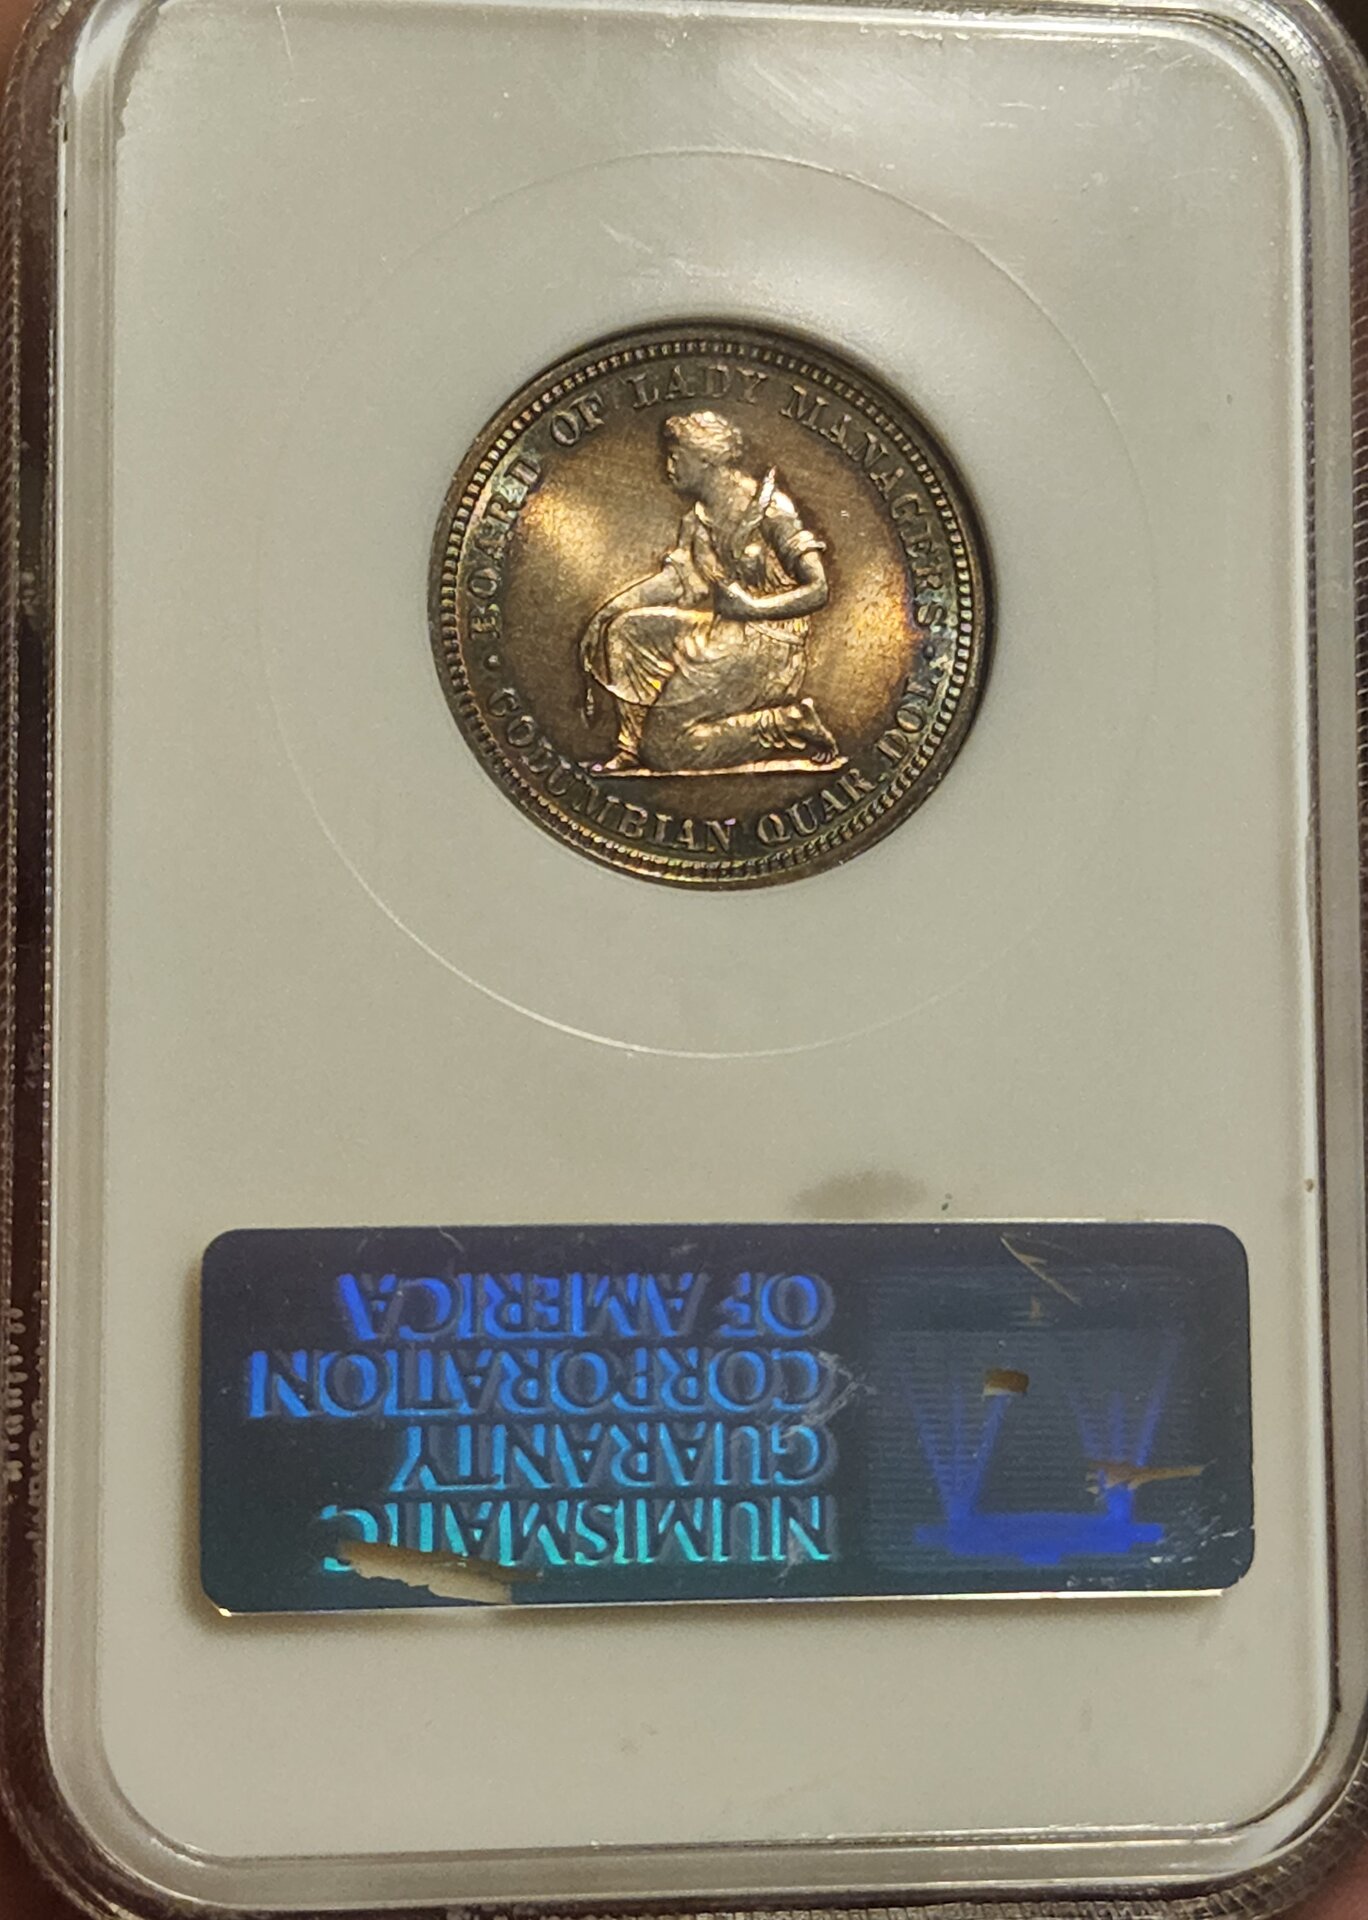 BOARD OF LADY MANAGERS
COLUMBIAN QUAR. DOL.
NUMISMATIC
GUARANTY
CORPORATION
OF AMERICA